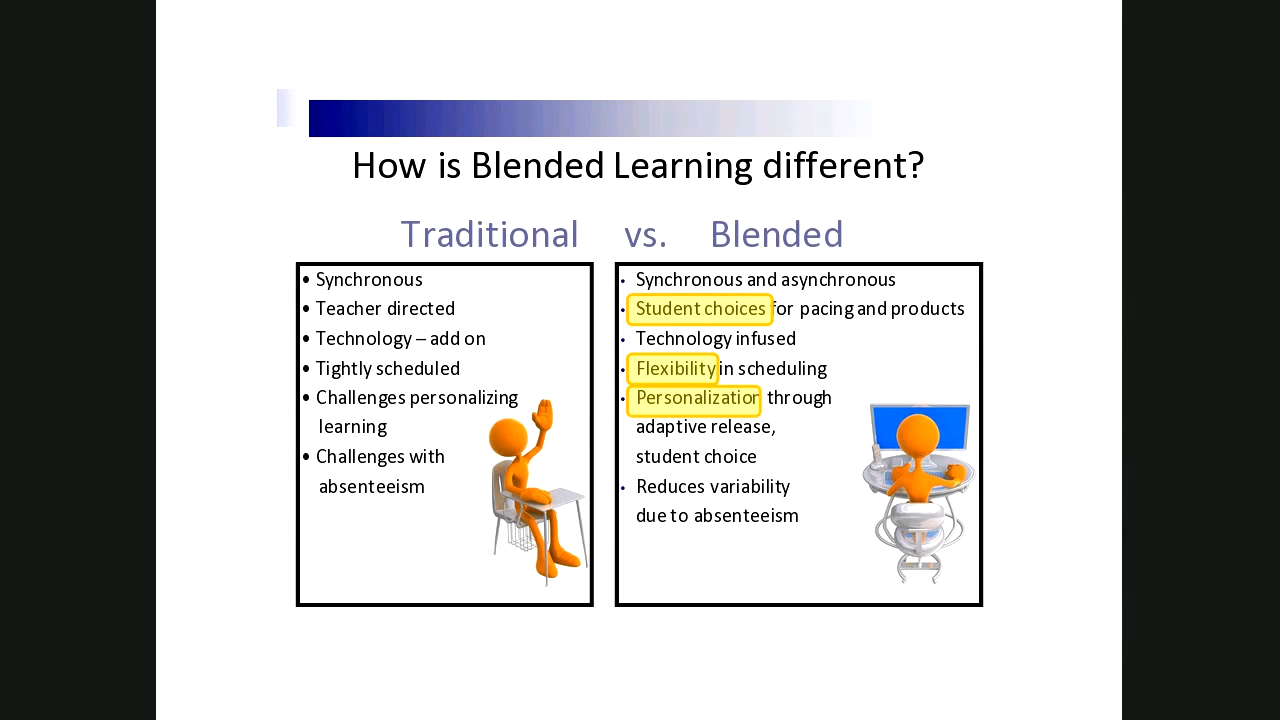 How is Blended Learning different?
Traditional vs. Blended
• Synchronous
• Teacher directed
• Technology – add on
• Tightly scheduled
• Challenges personalizing
learning
• Challenges with
absenteeism
• Synchronous and asynchronous
• Student choices for pacing and products
• Technology infused
• Flexibility in scheduling
• Personalization through
adaptive release,
student choice
• Reduces variability
due to absenteeism